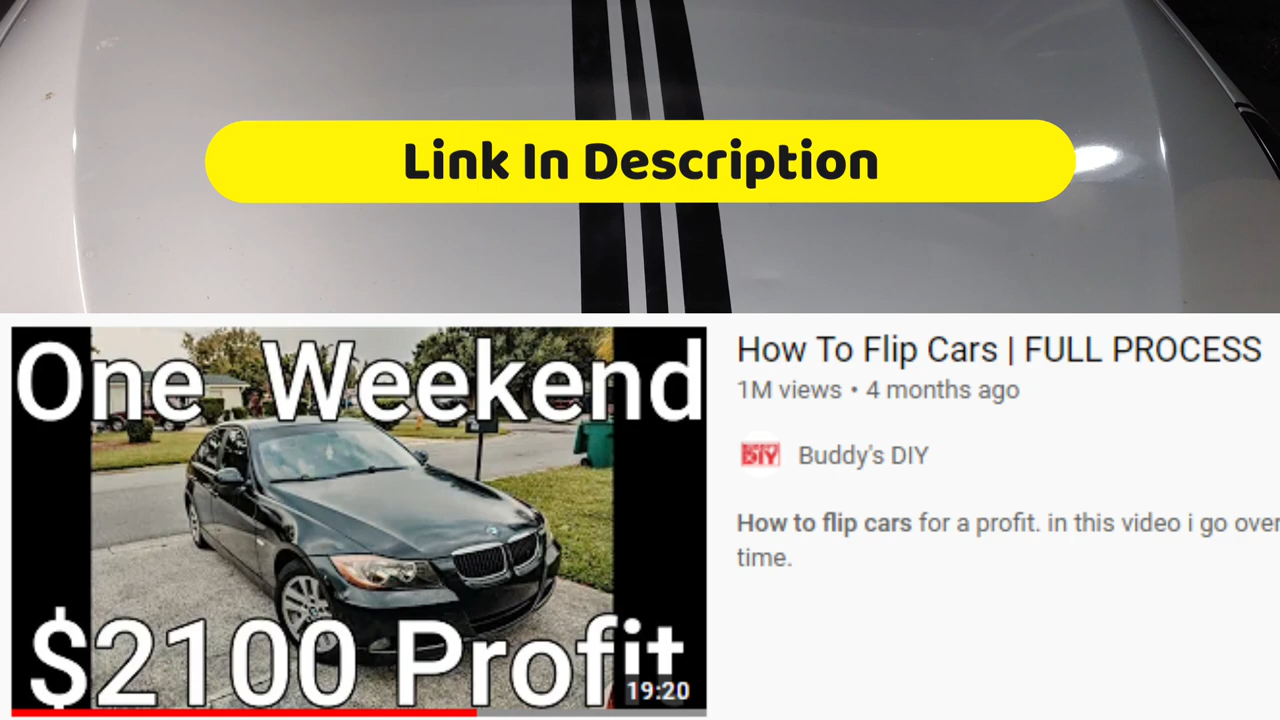 Link In Description
One Weekend
$2100 Profit
19:20
How To Flip Cars | FULL PROCESS
1M views • 4 months ago
BUDDY'S
DIY
Buddy's DIY
How to flip cars for a profit. in this video i go over
time.